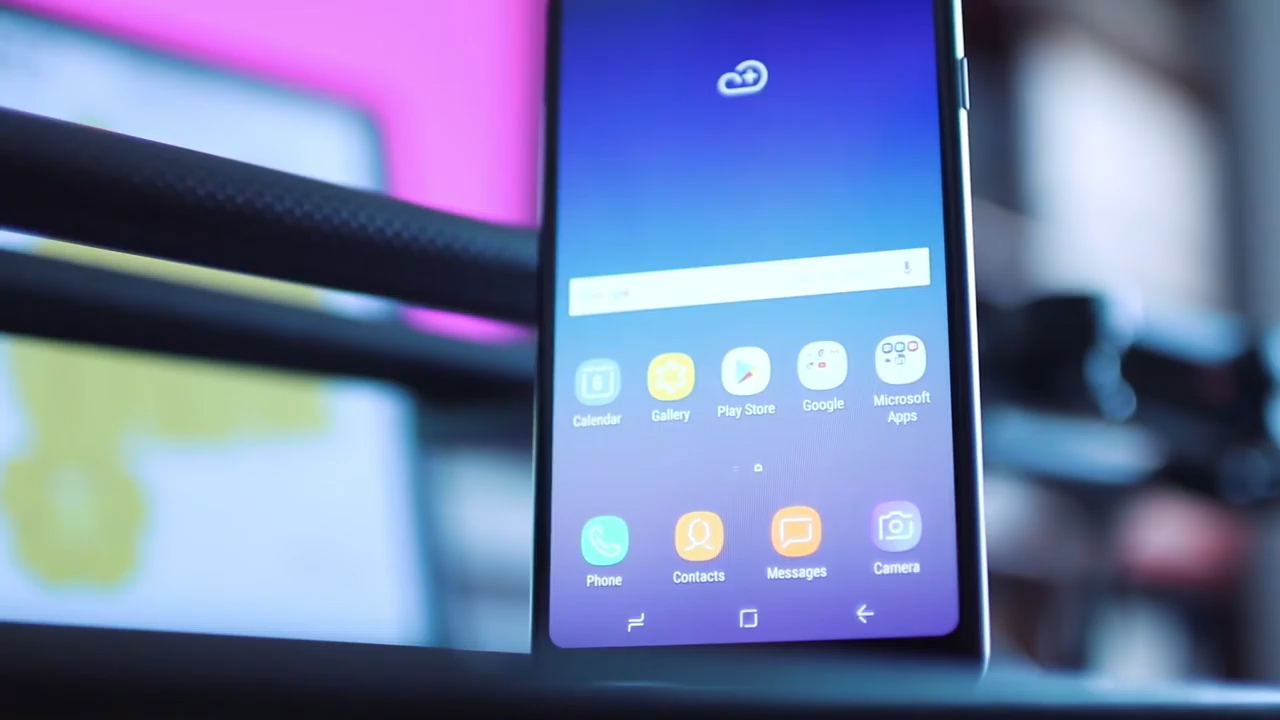 Calendar
Gallery
Play Store
Google
Microsoft
Apps
Phone
Contacts
Messages
Camera